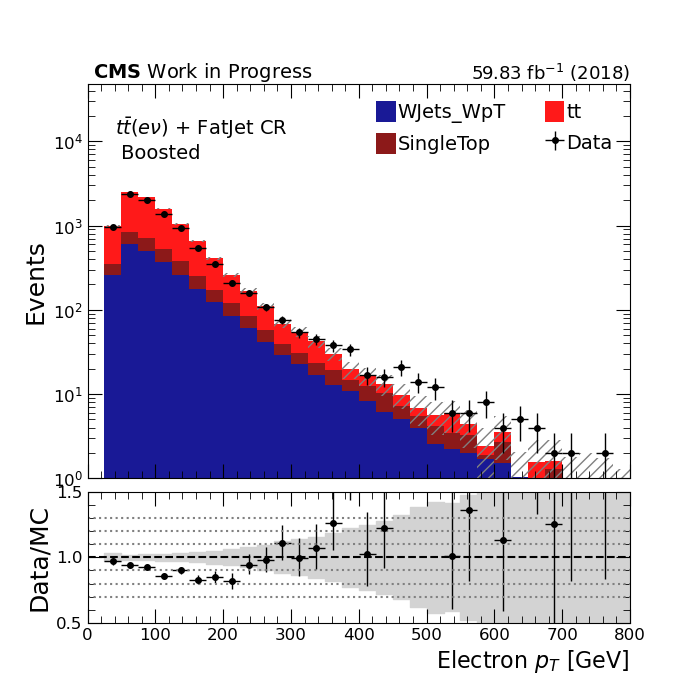 CMS Work in Progress 59.83 fb⁻¹ (2018)
tt̄(eν) + FatJet CR
Boosted
WJets_WpT
tt
SingleTop
Data
Events
10⁴
10³
10²
10¹
10⁰
Data/MC
1.5
1.0
0.5
0 100 200 300 400 500 600 700 800
Electron p_T [GeV]